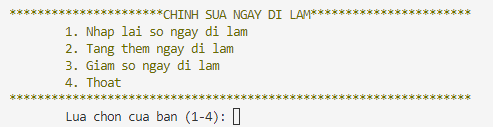 **********************CHINH SUA NGAY DI LAM***********************
1. Nhap lai so ngay di lam
2. Tang them ngay di lam
3. Giam so ngay di lam
4. Thoat
******************************************************************
Lua chon cua ban (1-4):